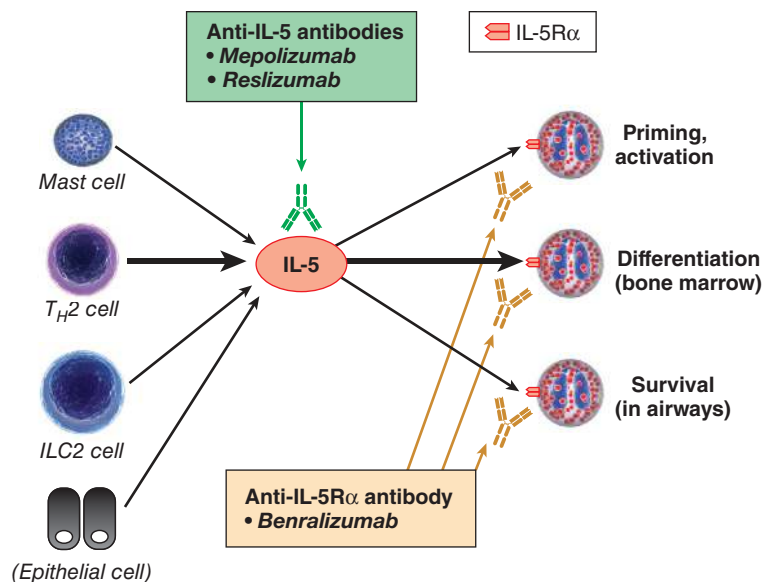 Anti-IL-5 antibodies
• Mepolizumab
• Reslizumab
IL-5Rα
Mast cell
TH2 cell
ILC2 cell
(Epithelial cell)
IL-5
Priming,
activation
Differentiation
(bone marrow)
Survival
(in airways)
Anti-IL-5Rα antibody
• Benralizumab